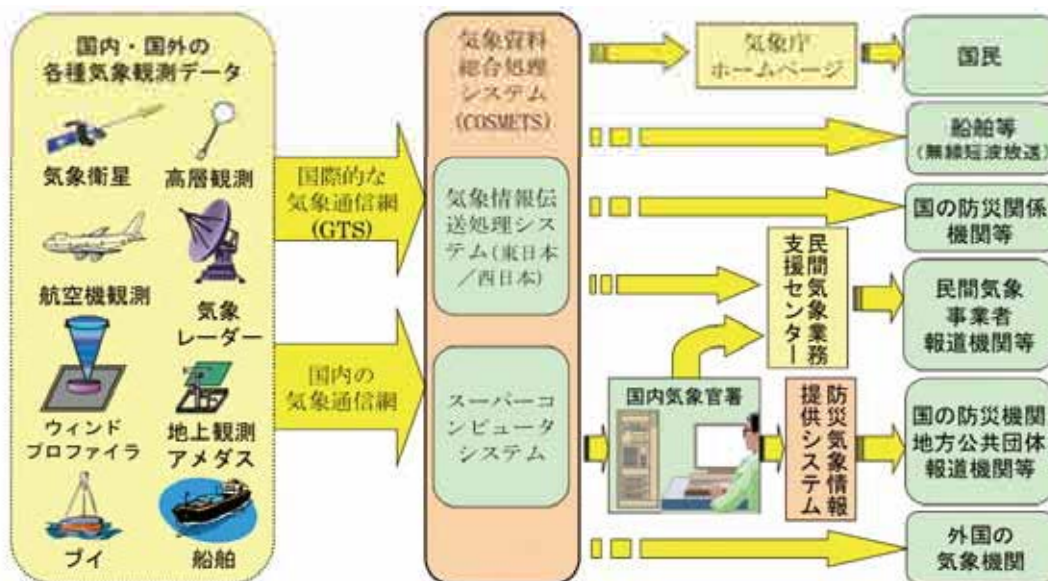 国内・国外の
各種気象観測データ
気象衛星
高層観測
航空機観測
気象
レーダー
ウィンド
プロファイラ
地上観測
アメダス
ブイ
船舶
国際的な
気象通信網
(GTS)
国内の
気象通信網
気象資料
総合処理
システム
(COSMETS)
気象情報伝
送処理シス
テム(東日本
/西日本)
スーパーコ
ンピュータ
システム
気象庁
ホームページ
国民
船舶等
(無線短波放送)
国の防災関係
機関等
民間気象業務
支援センター
民間気象
事業者
報道機関等
国内気象官署
防災気象情報
提供システム
国の防災機関
地方公共団体
報道機関等
外国の
気象機関